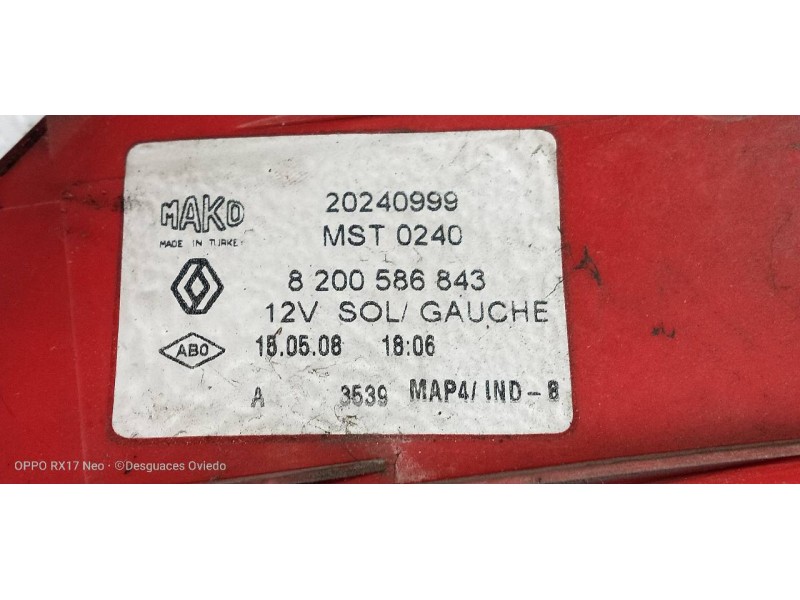 MAKO
MADE IN TURKEY
20240999
MST 0240
8 200 586 843
12V SOL/ GAUCHE
ABO
15.05.08 18:06
A 3539 MAP4/ IND-8
OPPO RX17 Neo · ©Desguaces Oviedo